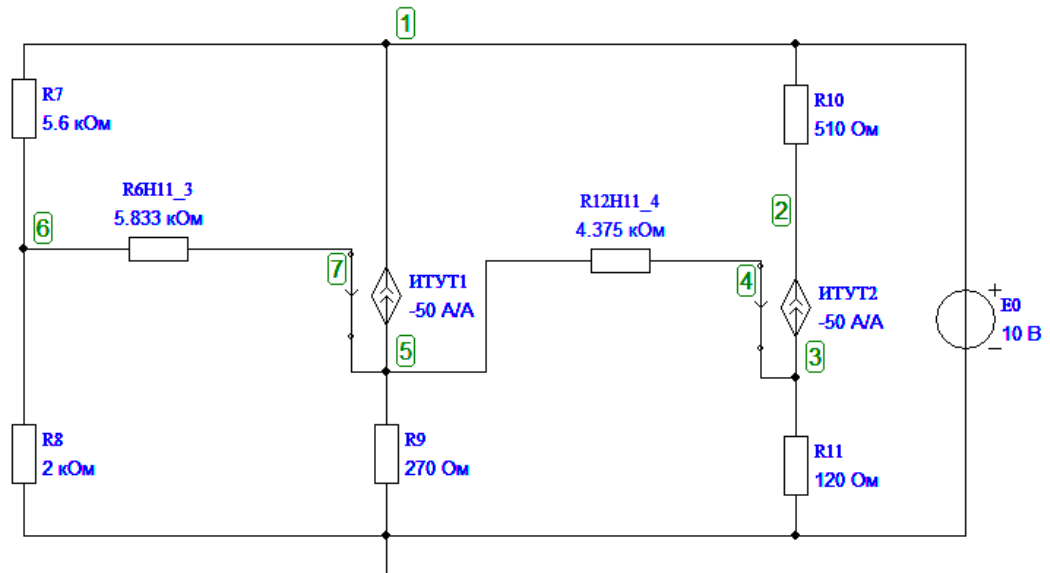 1
R7
5.6 кОм
R10
510 Ом
R6H11_3
5.833 кОм
R12H11_4
4.375 кОм
2
6
7
ИТУТ1
-50 А/А
4
ИТУТ2
-50 А/А
+
E0
10 В
−
5
3
R8
2 кОм
R9
270 Ом
R11
120 Ом